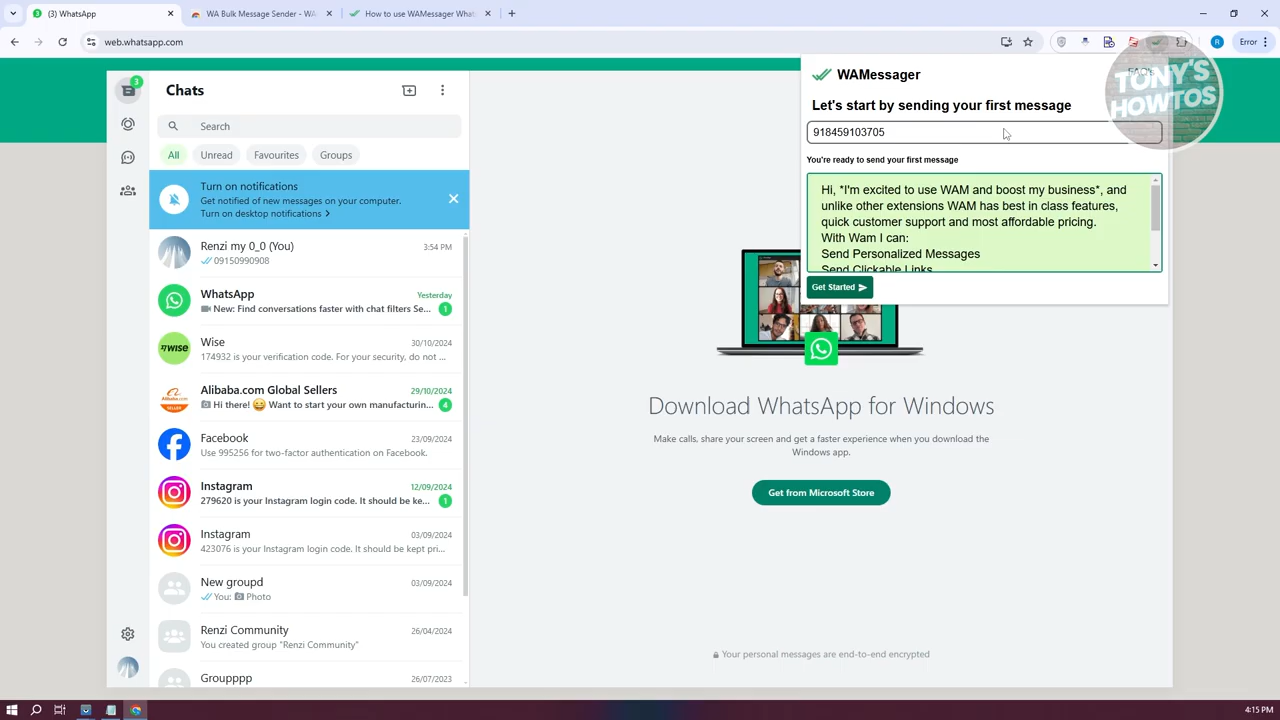 (3) WhatsApp
WA Bulk Message Sender - WA
How to use WAMessager What
web.whatsapp.com
R
Error
3
Chats
Search
All
Unread
Favourites
Groups
Turn on notifications
Get notified of new messages on your computer.
Turn on desktop notifications >
Renzi my 0_0 (You)
3:54 PM
09150990908
WhatsApp
Yesterday
New: Find conversations faster with chat filters Se...
1
Wise
30/10/2024
174932 is your verification code. For your security, do not ...
Alibaba.com Global Sellers
29/10/2024
Hi there! 😄 Want to start your own manufacturin...
4
Facebook
23/09/2024
Use 995256 for two-factor authentication on Facebook.
Instagram
12/09/2024
279620 is your Instagram login code. It should be ke...
1
Instagram
03/09/2024
423076 is your Instagram login code. It should be kept pri...
New groupd
03/09/2024
You: Photo
Renzi Community
26/04/2024
You created group "Renzi Community"
Groupppp
26/07/2023
WAMessager
FAQ's
TONY'S
HOWTOS
Let's start by sending your first message
918459103705
You're ready to send your first message
Hi, *I'm excited to use WAM and boost my business*, and
unlike other extensions WAM has best in class features,
quick customer support and most affordable pricing.
With Wam I can:
Send Personalized Messages
Send Clickable Links
Get Started
Download WhatsApp for Windows
Make calls, share your screen and get a faster experience when you download the
Windows app.
Get from Microsoft Store
Your personal messages are end-to-end encrypted
WISE
Alibaba.com
SELLER
4:15 PM